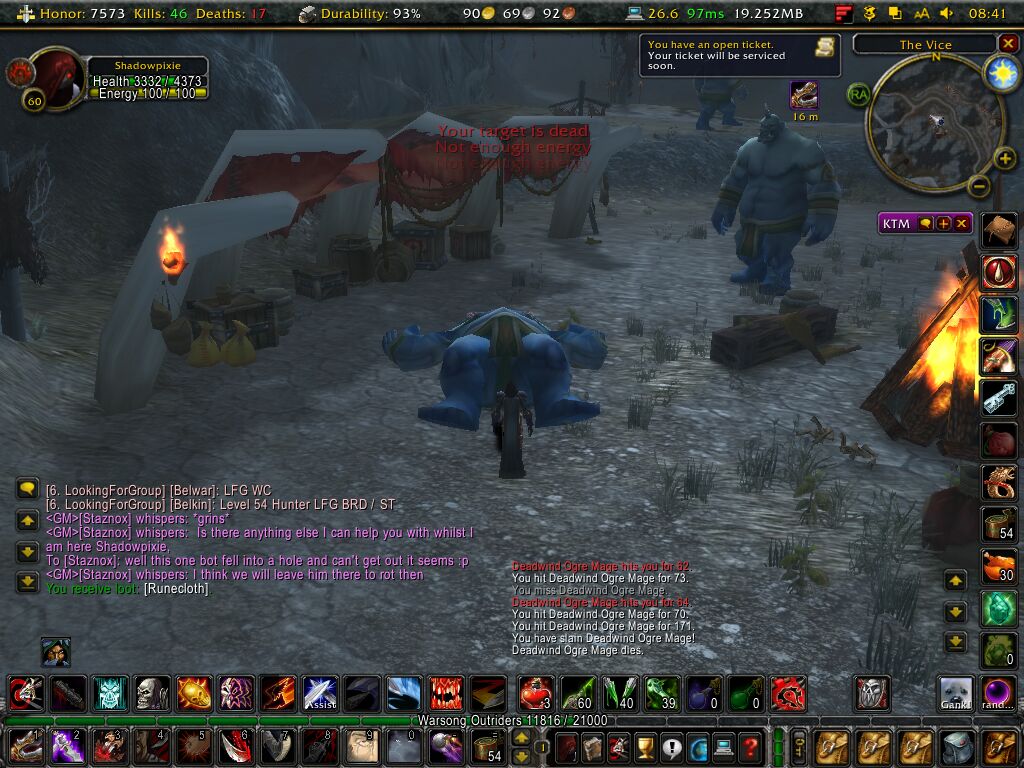 Honor: 7573 Kills: 46 Deaths: 17 Durability: 93% 90 69 92 26.6 97ms 19.252MB 08:41
You have an open ticket.
Your ticket will be serviced
soon.
The Vice
N
Shadowpixie
Health 3332 / 4373
Energy 100 / 100
60
RA
16 m
Your target is dead
Not enough energy
Not enough energy
KTM
[6. LookingForGroup] [Belwar]: LFG WC
[6. LookingForGroup] [Belkin]: Level 54 Hunter LFG BRD / ST
<GM>[Staznox] whispers: *grins*
<GM>[Staznox] whispers:  Is there anything else I can help you with whilst I
am here Shadowpixie,
To [Staznox]: well this one bot fell into a hole and can't get out it seems :p
<GM>[Staznox] whispers: I think we will leave him there to rot then
You receive loot: [Runecloth].
Deadwind Ogre Mage hits you for 62.
You hit Deadwind Ogre Mage for 73.
You miss Deadwind Ogre Mage.
Deadwind Ogre Mage hits you for 64.
You hit Deadwind Ogre Mage for 70.
You hit Deadwind Ogre Mage for 171.
You have slain Deadwind Ogre Mage!
Deadwind Ogre Mage dies.
54
30
0
Assist
3
60
40
39
0
0
Gank!
rand...
Warsong Outriders 11816 / 21000
1
2
3
4
5
6
7
8
9
0
54
1